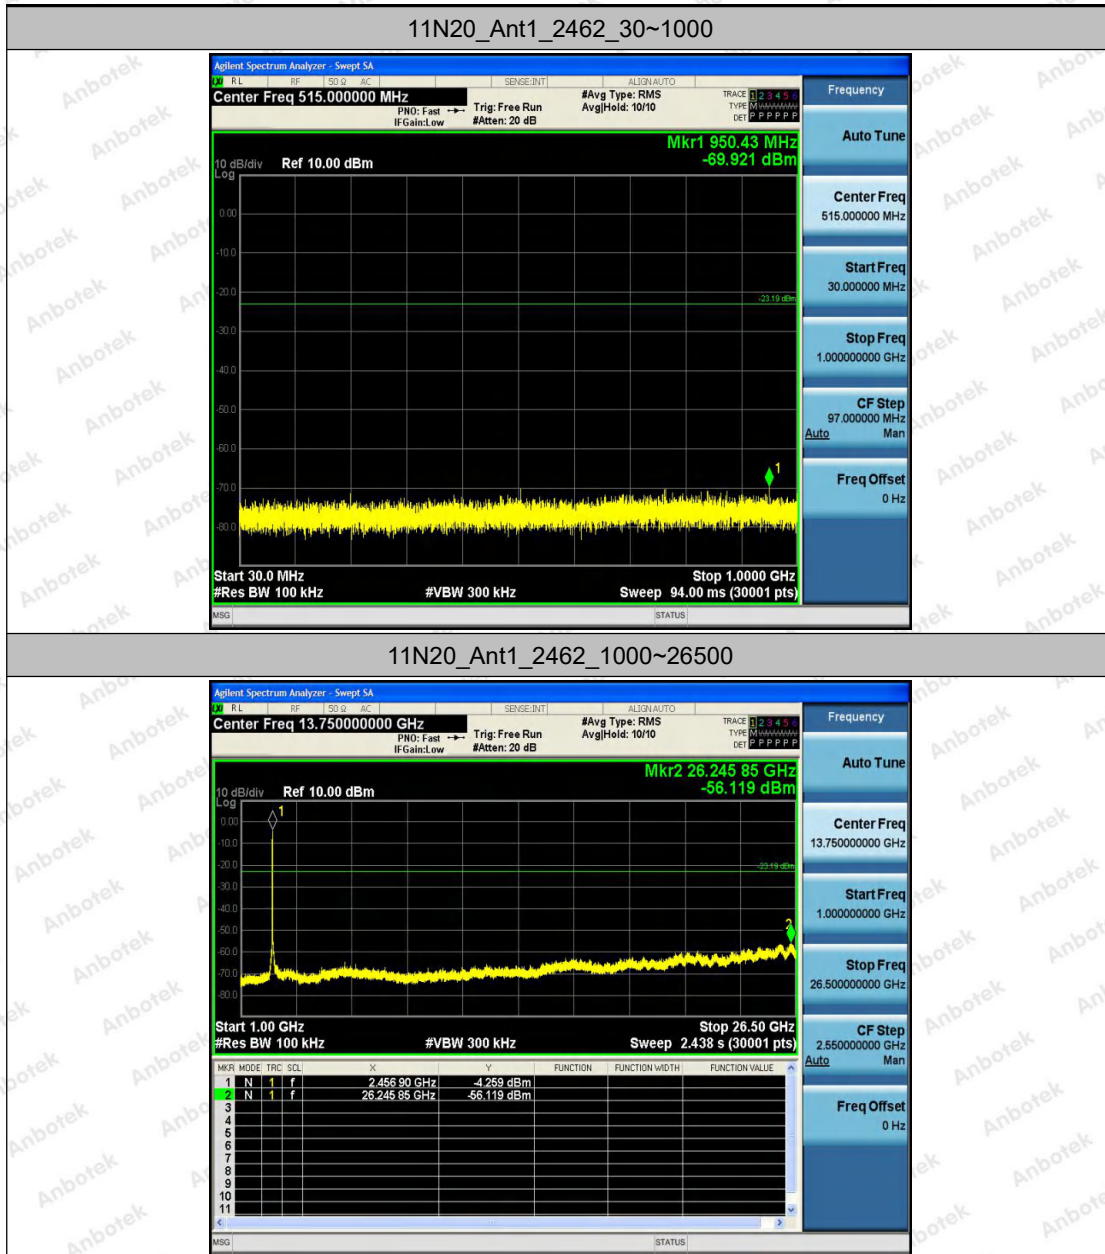 11N20_Ant1_2462_30~1000
Agilent Spectrum Analyzer - Swept SA
RL RF 50 Ω AC SENSE:INT ALIGNAUTO
Center Freq 515.000000 MHz #Avg Type: RMS TRACE 1 2 3 4 5 6
PNO: Fast Trig: Free Run Avg|Hold: 10/10 TYPE M
IFGain:Low #Atten: 20 dB DET P P P P P P
Mkr1 950.43 MHz
10 dB/div Ref 10.00 dBm -69.921 dBm
Log
0.00
-10.0
-20.0
-23.19 dBm
-30.0
-40.0
-50.0
-60.0
1
-70.0
-80.0
Start 30.0 MHz Stop 1.0000 GHz
#Res BW 100 kHz #VBW 300 kHz Sweep 94.00 ms (30001 pts)
MSG STATUS
Frequency
Auto Tune
Center Freq
515.000000 MHz
Start Freq
30.000000 MHz
Stop Freq
1.000000000 GHz
CF Step
97.000000 MHz
Auto Man
Freq Offset
0 Hz
11N20_Ant1_2462_1000~26500
Agilent Spectrum Analyzer - Swept SA
RL RF 50 Ω AC SENSE:INT ALIGNAUTO
Center Freq 13.750000000 GHz #Avg Type: RMS TRACE 1 2 3 4 5 6
PNO: Fast Trig: Free Run Avg|Hold: 10/10 TYPE M
IFGain:Low #Atten: 20 dB DET P P P P P P
Mkr2 26.245 85 GHz
10 dB/div Ref 10.00 dBm -56.119 dBm
Log
1
0.00
-10.0
-20.0
-23.19 dBm
-30.0
-40.0
-50.0
2
-60.0
-70.0
-80.0
Start 1.00 GHz Stop 26.50 GHz
#Res BW 100 kHz #VBW 300 kHz Sweep 2.438 s (30001 pts)
MKR MODE TRC SCL X Y FUNCTION FUNCTION WIDTH FUNCTION VALUE
1 N 1 f 2.456 90 GHz -4.259 dBm
2 N 1 f 26.245 85 GHz -56.119 dBm
3
4
5
6
7
8
9
10
11
MSG STATUS
Frequency
Auto Tune
Center Freq
13.750000000 GHz
Start Freq
1.000000000 GHz
Stop Freq
26.500000000 GHz
CF Step
2.550000000 GHz
Auto Man
Freq Offset
0 Hz
Anbotek